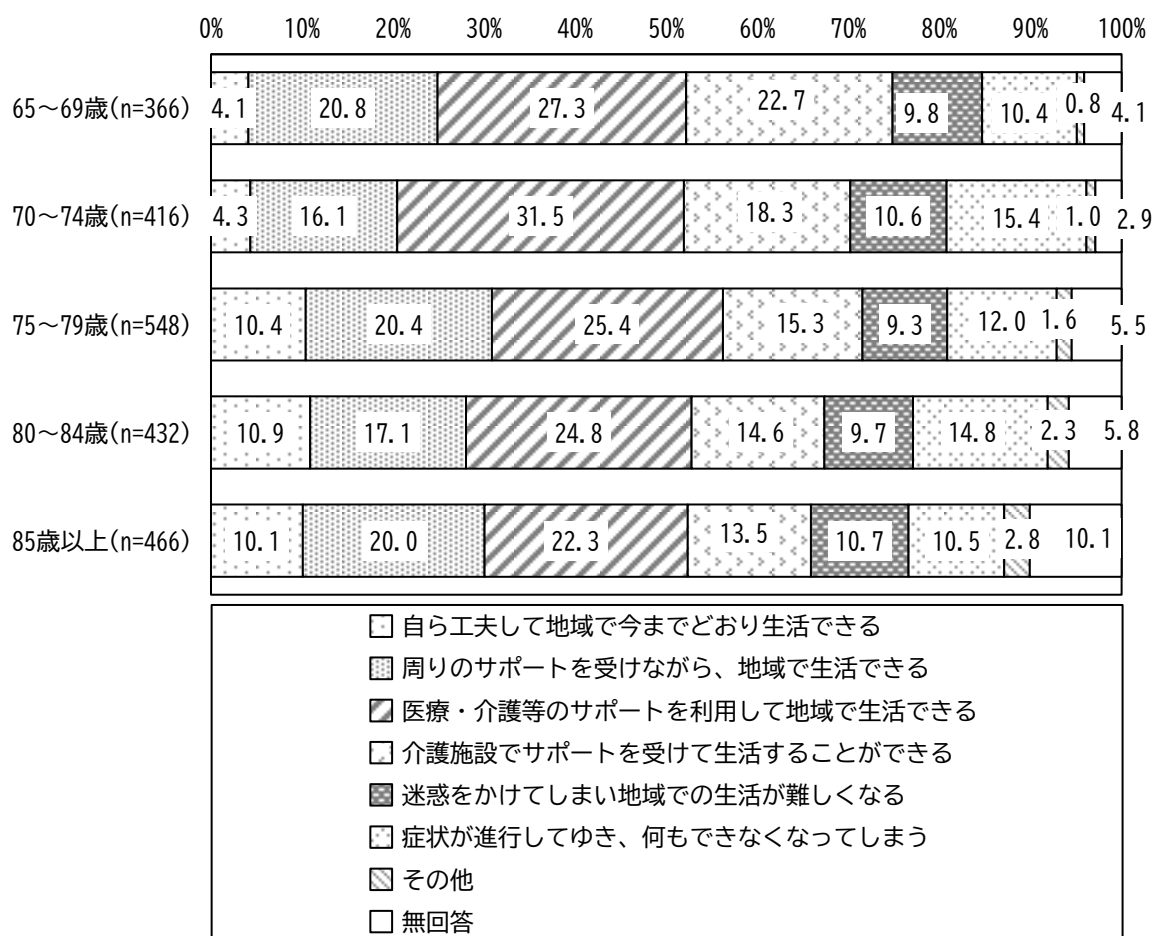 0% 10% 20% 30% 40% 50% 60% 70% 80% 90% 100%
65～69歳(n=366) 4.1 20.8 27.3 22.7 9.8 10.4 0.8 4.1
70～74歳(n=416) 4.3 16.1 31.5 18.3 10.6 15.4 1.0 2.9
75～79歳(n=548) 10.4 20.4 25.4 15.3 9.3 12.0 1.6 5.5
80～84歳(n=432) 10.9 17.1 24.8 14.6 9.7 14.8 2.3 5.8
85歳以上(n=466) 10.1 20.0 22.3 13.5 10.7 10.5 2.8 10.1
自ら工夫して地域で今までどおり生活できる
周りのサポートを受けながら、地域で生活できる
医療・介護等のサポートを利用して地域で生活できる
介護施設でサポートを受けて生活することができる
迷惑をかけてしまい地域での生活が難しくなる
症状が進行してゆき、何もできなくなってしまう
その他
無回答